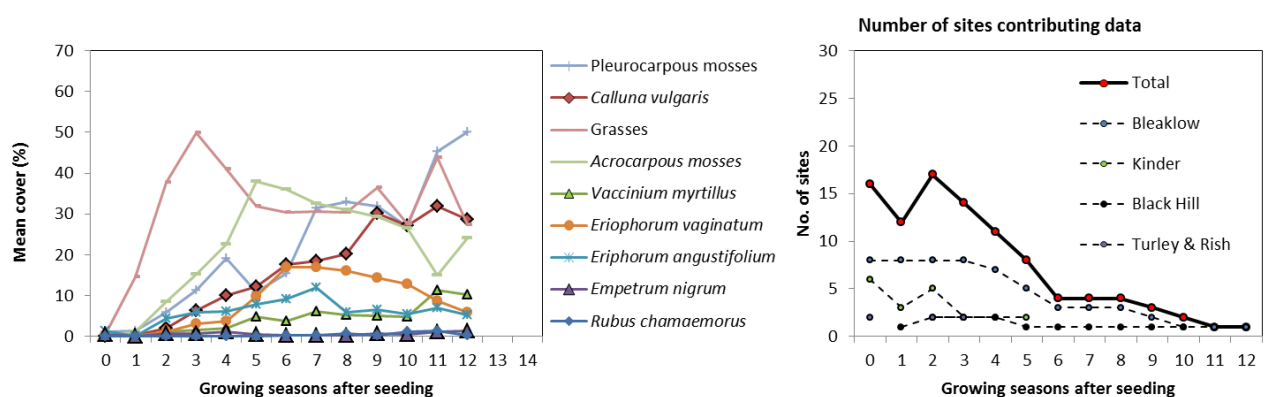 70
60
50
40
30
20
10
0
Mean cover (%)
0 1 2 3 4 5 6 7 8 9 10 11 12 13 14
Growing seasons after seeding
Pleurocarpous mosses
Calluna vulgaris
Grasses
Acrocarpous mosses
Vaccinium myrtillus
Eriophorum vaginatum
Eriphorum angustifolium
Empetrum nigrum
Rubus chamaemorus
Number of sites contributing data
30
25
20
15
10
5
0
No. of sites
0 1 2 3 4 5 6 7 8 9 10 11 12
Growing seasons after seeding
Total
Bleaklow
Kinder
Black Hill
Turley & Rish